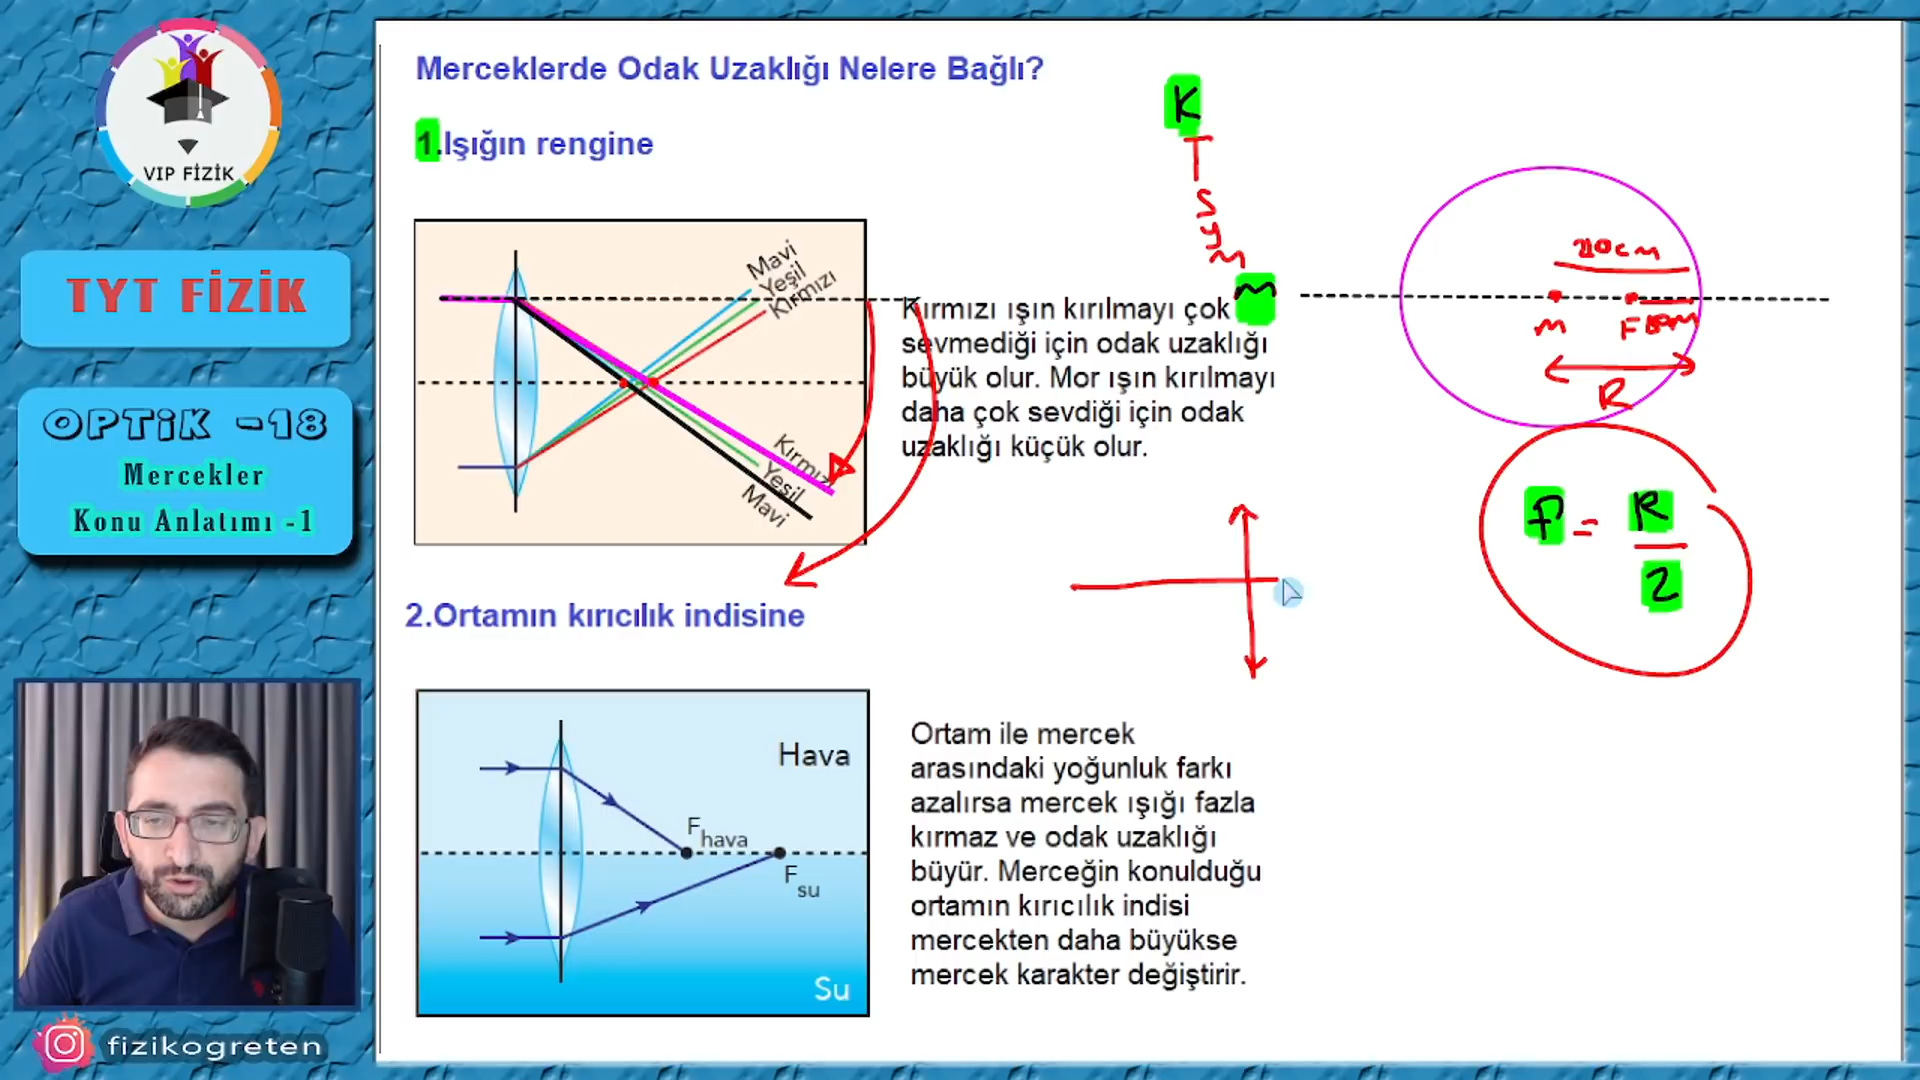 VIP FİZİK
TYT FİZİK
OPTiK -18
Mercekler
Konu Anlatımı -1
fizikogreten
Merceklerde Odak Uzaklığı Nelere Bağlı?
1.Işığın rengine
Mavi
Yeşil
Kırmızı
Kırmızı
Yeşil
Mavi
Kırmızı ışın kırılmayı çok
sevmediği için odak uzaklığı
büyük olur. Mor ışın kırılmayı
daha çok sevdiği için odak
uzaklığı küçük olur.
K
T
S
Y
M
m
m
F
R
F = R
2
2.Ortamın kırıcılık indisine
Hava
F hava
F su
Su
Ortam ile mercek
arasındaki yoğunluk farkı
azalırsa mercek ışığı fazla
kırmaz ve odak uzaklığı
büyür. Merceğin konulduğu
ortamın kırıcılık indisi
mercekten daha büyükse
mercek karakter değiştirir.